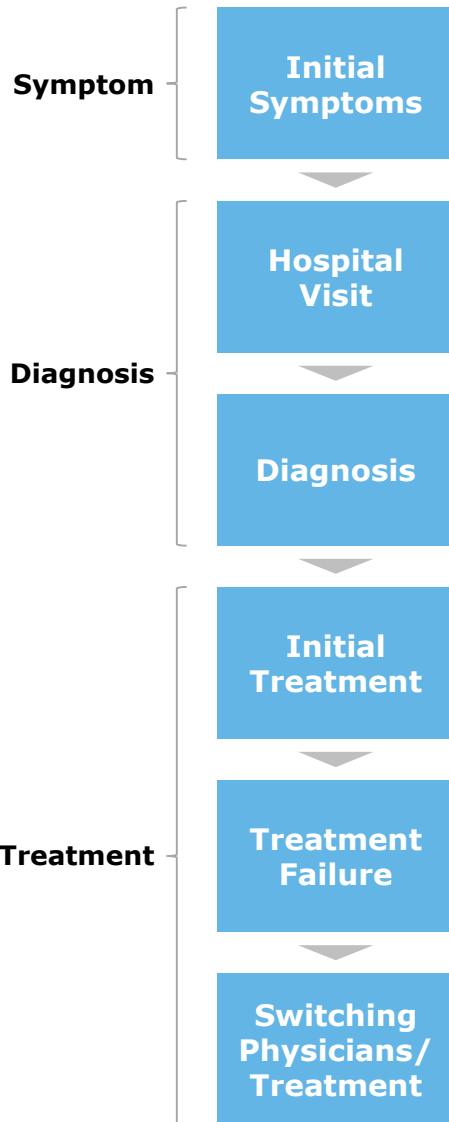 Symptom
Initial
Symptoms
Hospital
Visit
Diagnosis
Diagnosis
Initial
Treatment
Treatment
Treatment
Failure
Switching
Physicians/
Treatment